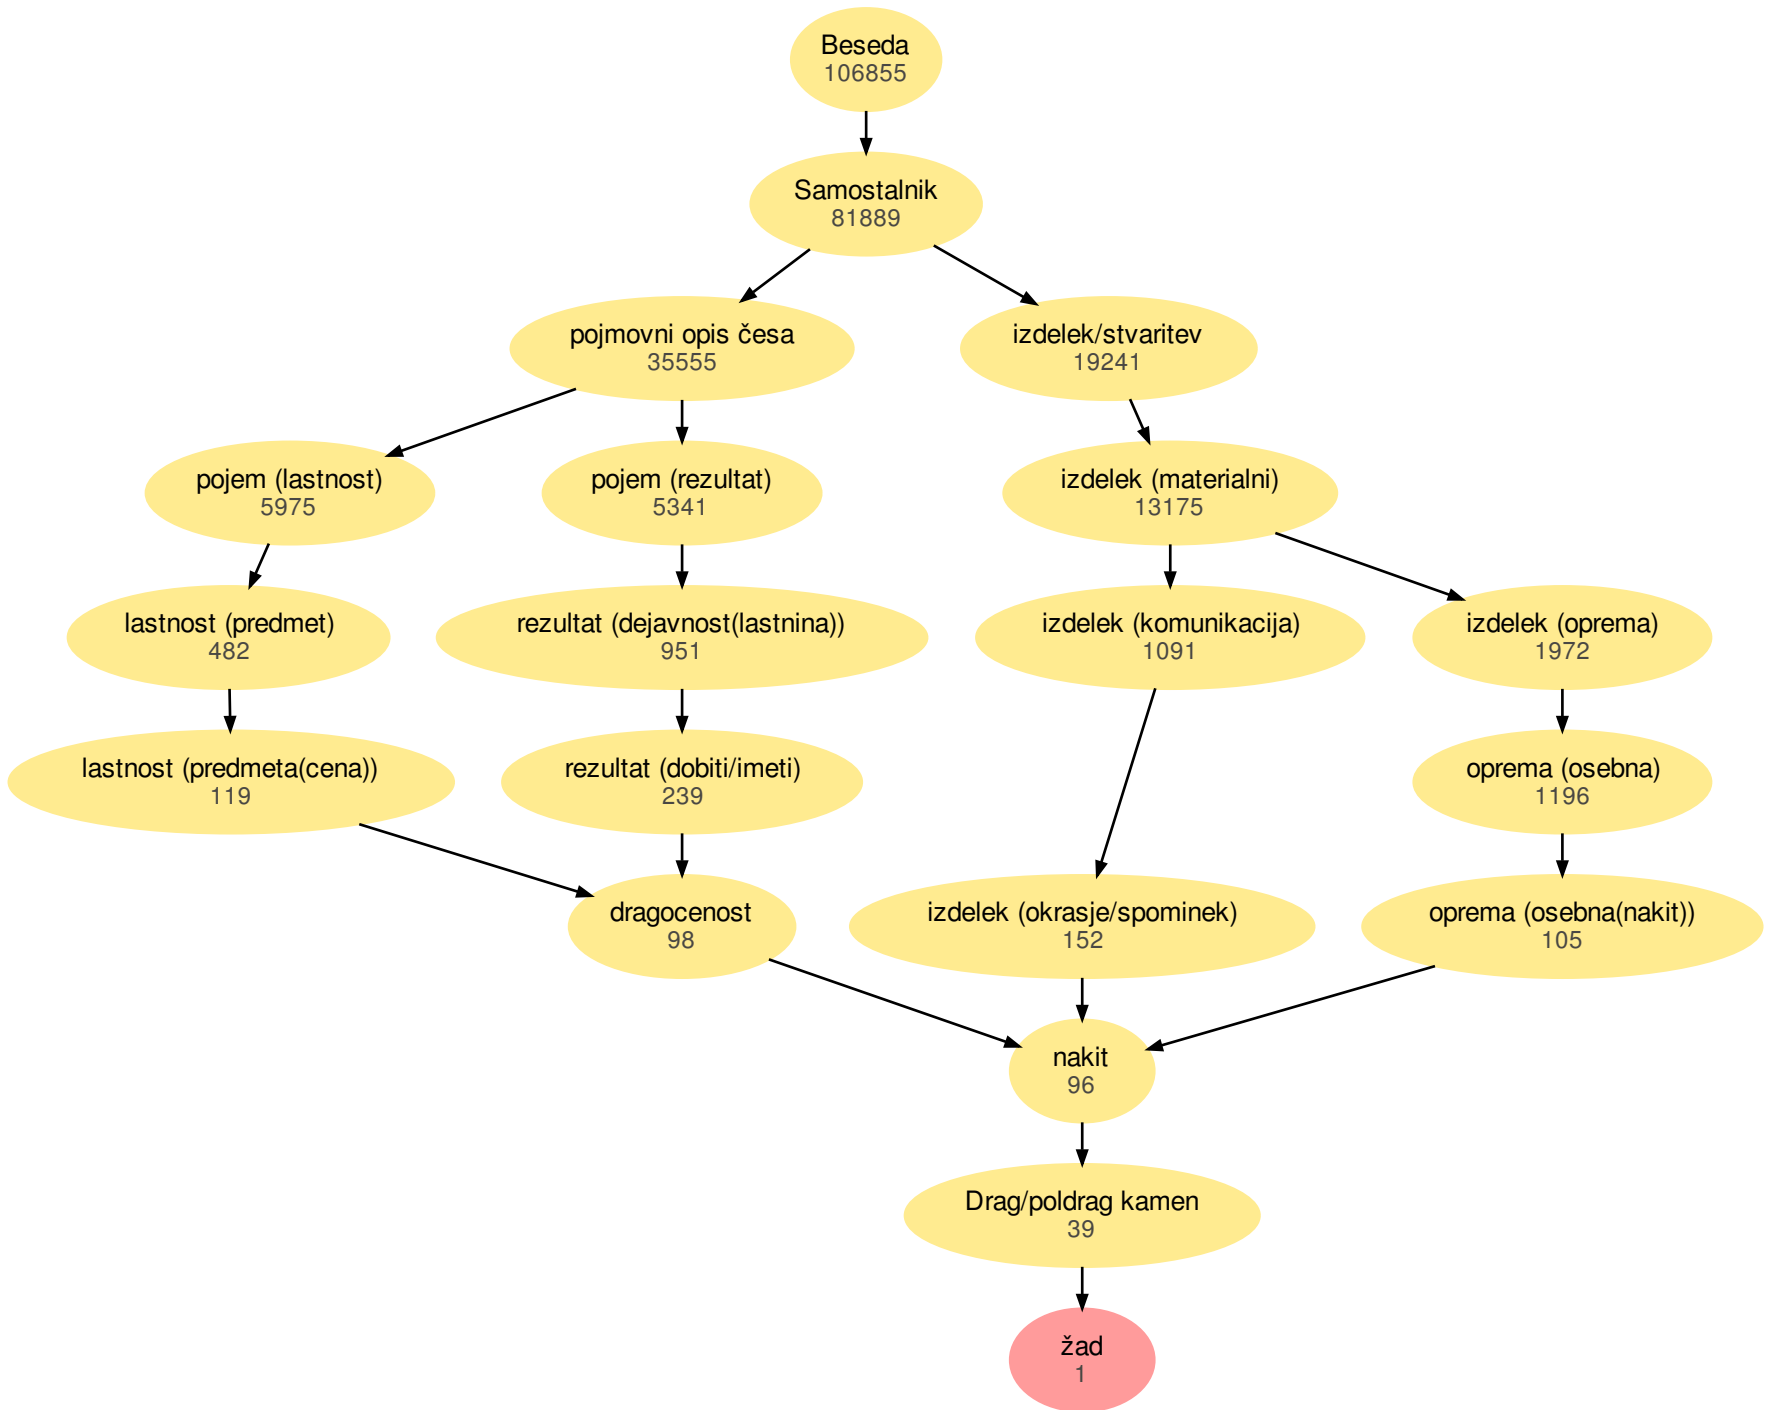 Beseda
106855
Samostalnik
81889
pojmovni opis česa
35555
izdelek/stvaritev
19241
pojem (lastnost)
5975
pojem (rezultat)
5341
izdelek (materialni)
13175
lastnost (predmet)
482
rezultat (dejavnost(lastnina))
951
izdelek (komunikacija)
1091
izdelek (oprema)
1972
lastnost (predmeta(cena))
119
rezultat (dobiti/imeti)
239
oprema (osebna)
1196
dragocenost
98
izdelek (okrasje/spominek)
152
oprema (osebna(nakit))
105
nakit
96
Drag/poldrag kamen
39
žad
1